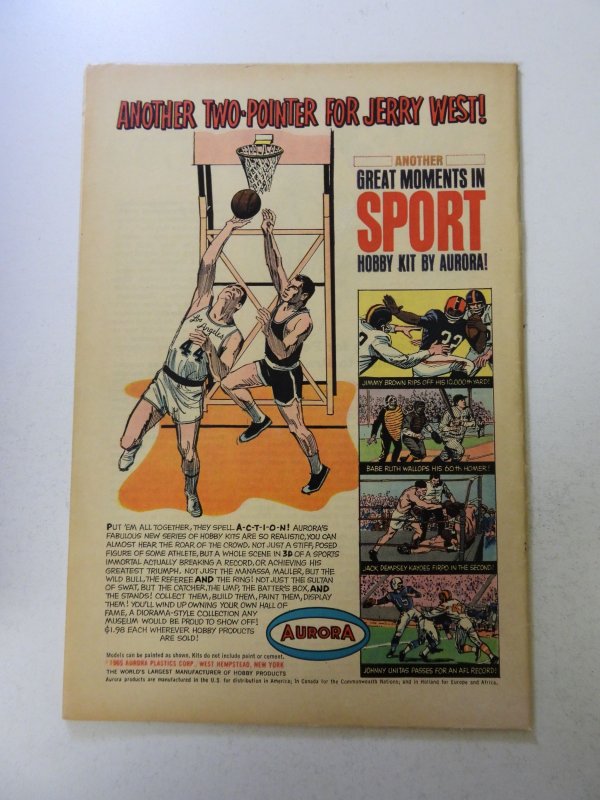 ANOTHER TWO-POINTER FOR JERRY WEST!
ANOTHER
GREAT MOMENTS IN
SPORT
HOBBY KIT BY AURORA!
Los Angeles
44
32
JIMMY BROWN RIPS OFF HIS 10,000th YARD!
BABE RUTH WALLOPS HIS 60th HOMER!
JACK DEMPSEY KAYOES FIRPO IN THE SECOND!
JOHNNY UNITAS PASSES FOR AN AFL RECORD!
PUT 'EM ALL TOGETHER, THEY SPELL A-C-T-I-O-N! AURORA'S
FABULOUS NEW SERIES OF HOBBY KITS ARE SO REALISTIC, YOU CAN
ALMOST HEAR THE ROAR OF THE CROWD. NOT JUST A STIFF, POSED
FIGURE OF SOME ATHLETE, BUT A WHOLE SCENE IN 3D OF A SPORTS
IMMORTAL ACTUALLY BREAKING A RECORD, OR ACHIEVING HIS
GREATEST TRIUMPH. NOT JUST THE MANASSA MAULER, BUT THE
WILD BULL, THE REFEREE AND THE RING! NOT JUST THE SULTAN
OF SWAT, BUT THE CATCHER, THE UMP, THE BATTER'S BOX, AND
THE STANDS! COLLECT THEM, BUILD THEM, PAINT THEM, DISPLAY
THEM! YOU'LL WIND UP OWNING YOUR OWN HALL OF
FAME, A DIORAMA-STYLE COLLECTION ANY
MUSEUM WOULD BE PROUD TO SHOW OFF!
$1.98 EACH WHEREVER HOBBY PRODUCTS
ARE SOLD!
AURORA
Models can be painted as shown. Kits do not include paint or cement.
©1965 AURORA PLASTICS CORP., WEST HEMPSTEAD, NEW YORK
THE WORLD'S LARGEST MANUFACTURER OF HOBBY PRODUCTS
Aurora products are manufactured in the U.S. for distribution in America; in Canada for the Commonwealth Nations; and in Holland for Europe and Africa.